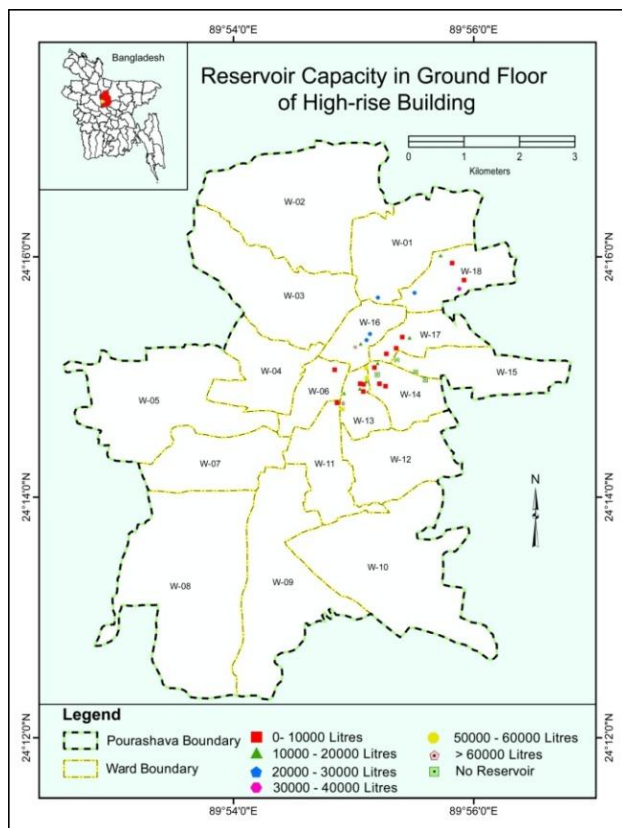 89°54'0"E 89°56'0"E
Bangladesh
Reservoir Capacity in Ground Floor
of High-rise Building
0 1 2 3
Kilometers
24°16'0"N
24°14'0"N
24°12'0"N
24°16'0"N
24°14'0"N
24°12'0"N
W-02
W-01
W-18
W-03
W-16
W-17
W-04
W-15
W-05
W-06
W-14
W-13
W-07
W-11
W-12
W-10
W-09
W-08
N
Legend
Pourashava Boundary
Ward Boundary
0- 10000 Litres
10000 - 20000 Litres
20000 - 30000 Litres
30000 - 40000 Litres
50000 - 60000 Litres
> 60000 Litres
No Reservoir
89°54'0"E 89°56'0"E